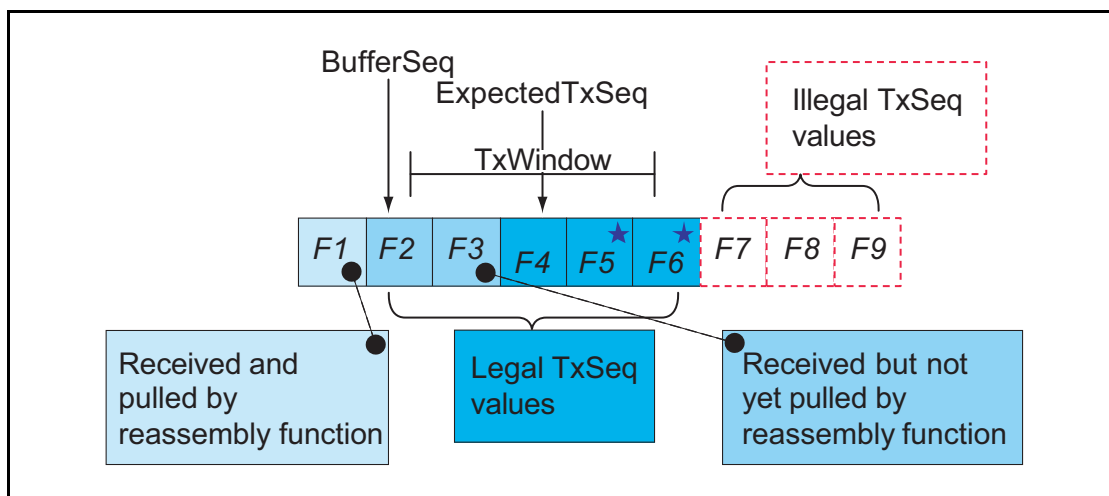 BufferSeq
ExpectedTxSeq
TxWindow
Illegal TxSeq
values
F1 F2 F3 F4 F5 F6 F7 F8 F9
Received and
pulled by
reassembly function
Legal TxSeq
values
Received but not
yet pulled by
reassembly function